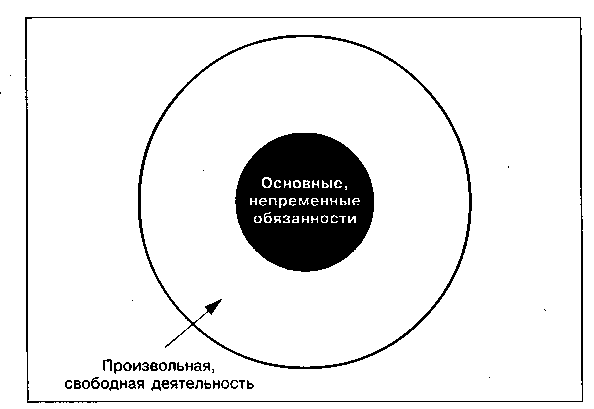 Основные,
непременные
обязанности
Произвольная,
свободная деятельность